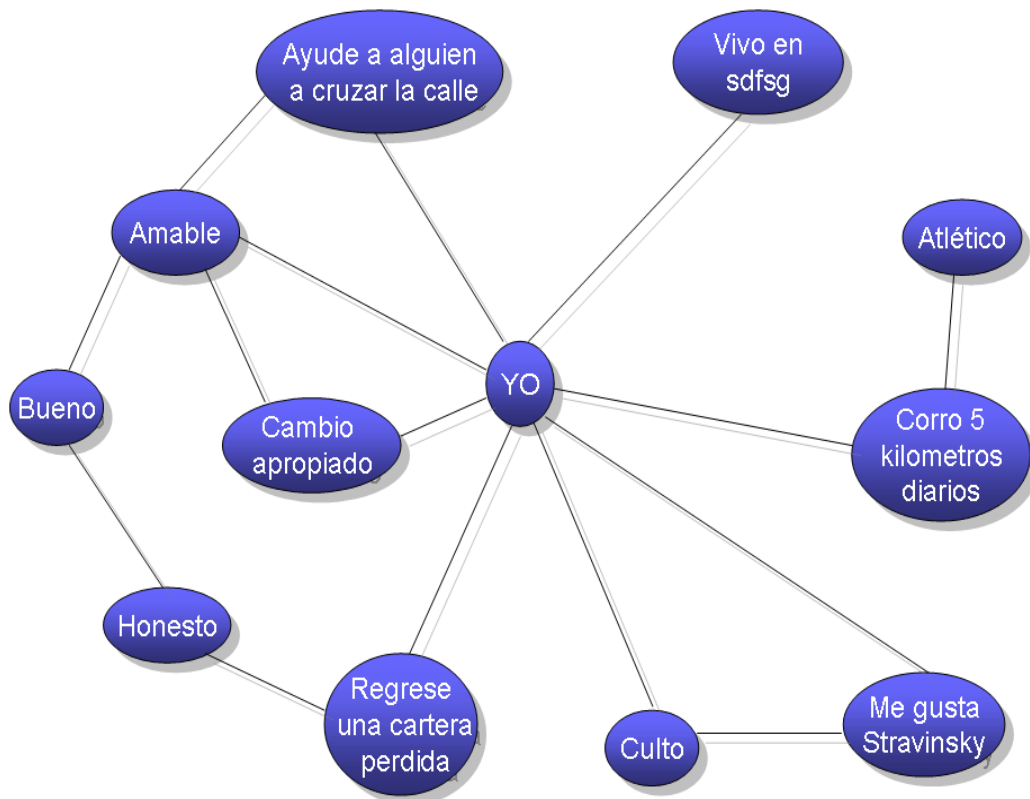 Ayude a alguien
a cruzar la calle
Vivo en
sdfsg
Amable
Atlético
YO
Bueno
Cambio
apropiado
Corro 5
kilometros
diarios
Honesto
Regrese
una cartera
perdida
Culto
Me gusta
Stravinsky